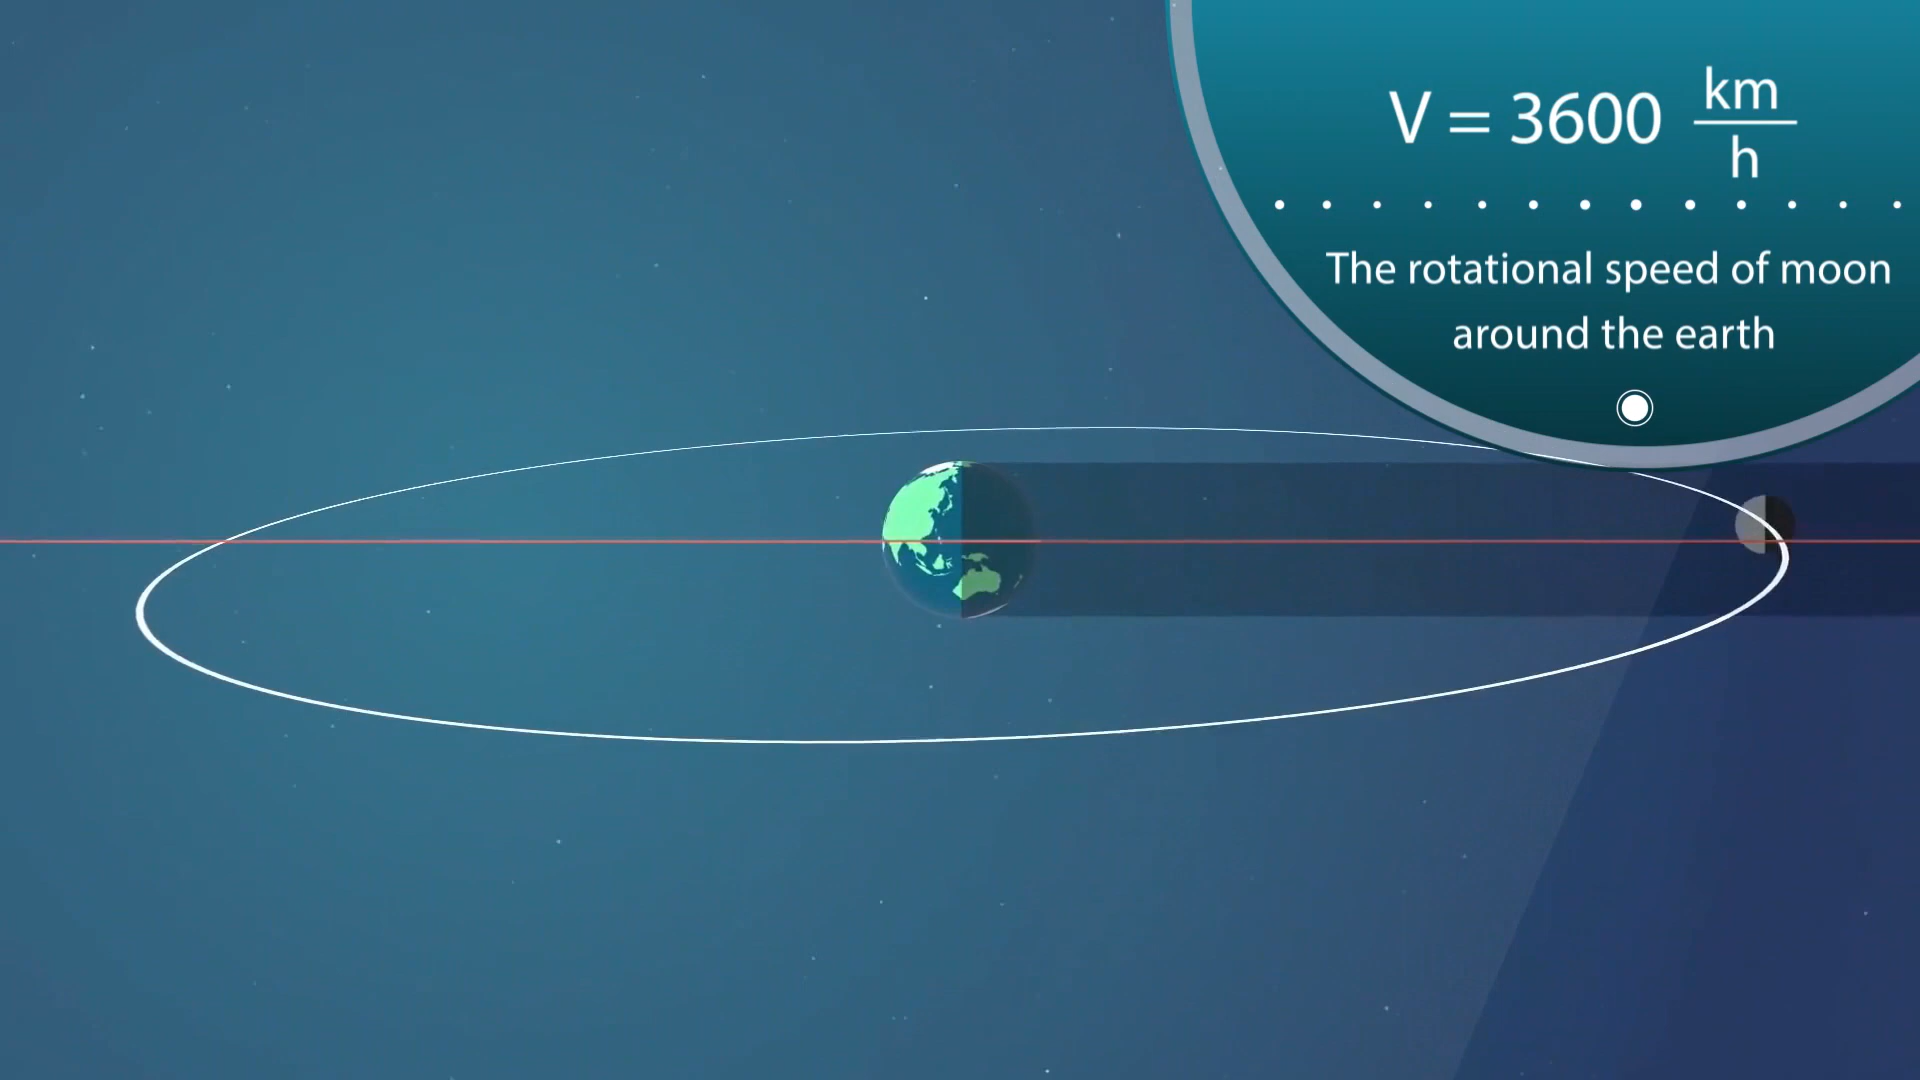 V = 3600 km/h
The rotational speed of moon
around the earth